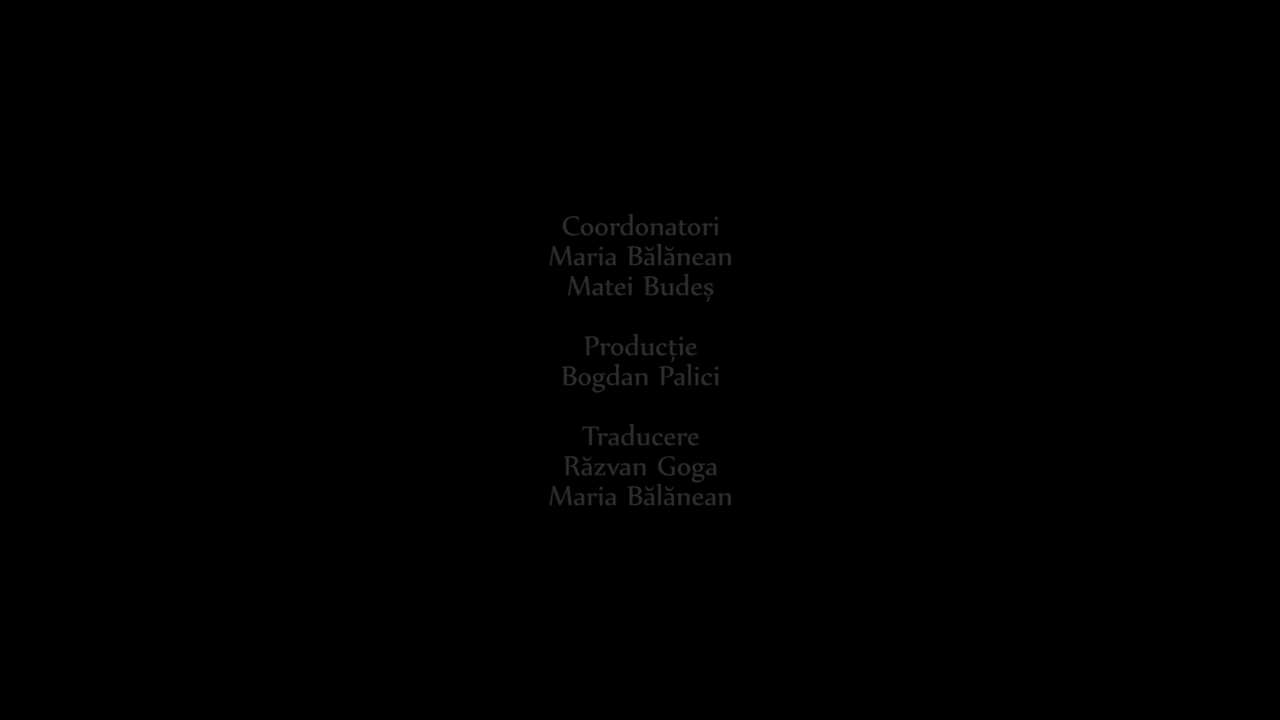 Coordonatori
Maria Bălănean
Matei Budeș
Producție
Bogdan Palici
Traducere
Răzvan Goga
Maria Bălănean